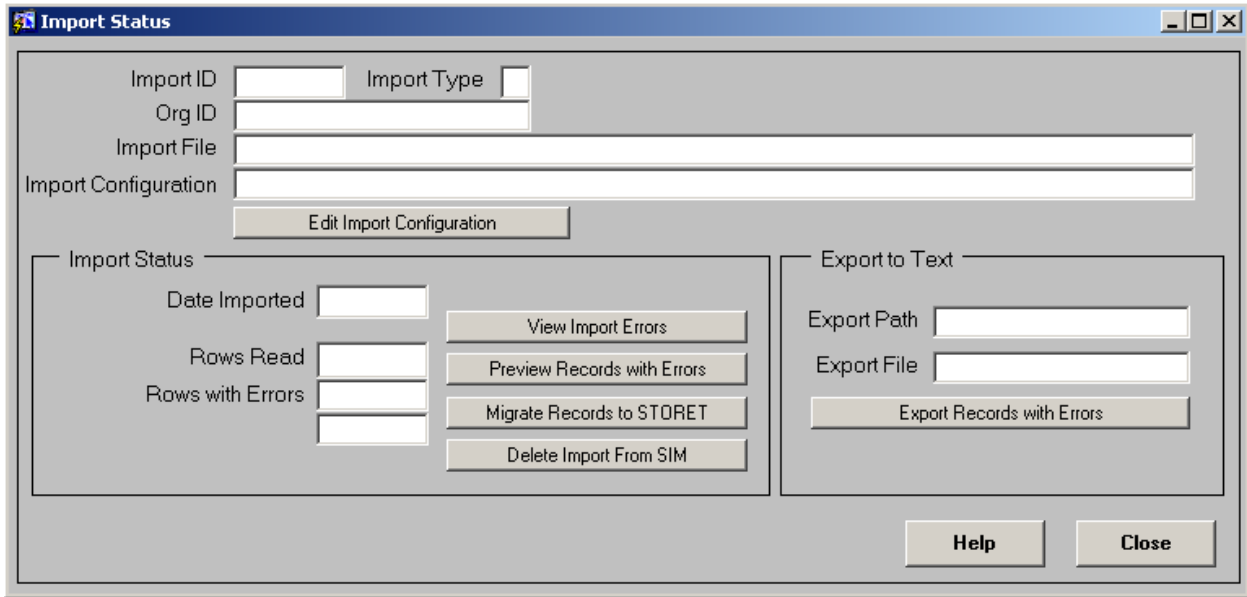 Import Status
Import ID Import Type
Org ID
Import File
Import Configuration
Edit Import Configuration
Import Status
Date Imported
Rows Read
Rows with Errors
View Import Errors
Preview Records with Errors
Migrate Records to STORET
Delete Import From SIM
Export to Text
Export Path
Export File
Export Records with Errors
Help Close